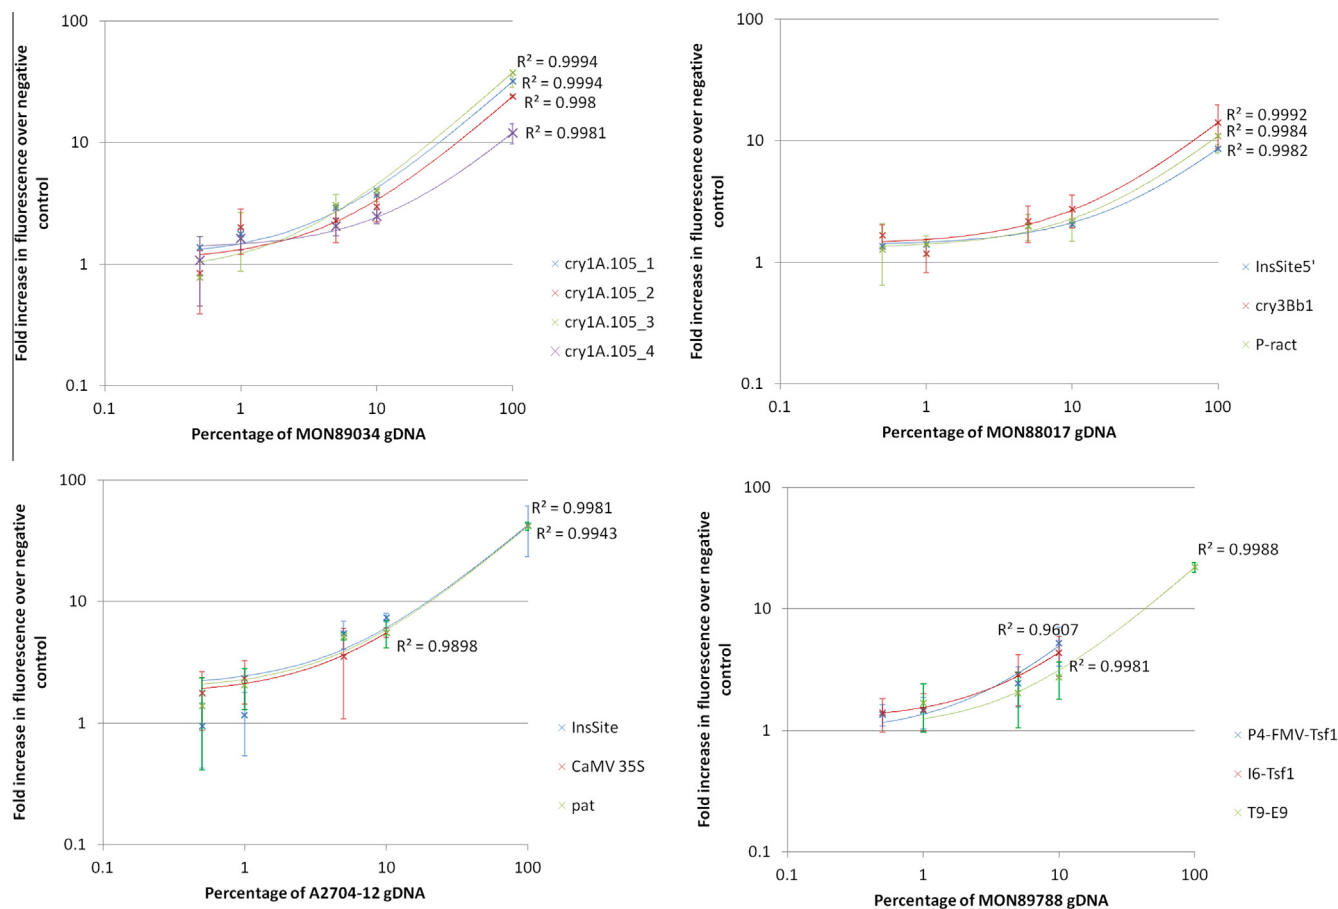 Fold increase in fluorescence over negative
control
100
10
1
0.1
R² = 0.9994
R² = 0.9994
R² = 0.998
R² = 0.9981
cry1A.105_1
cry1A.105_2
cry1A.105_3
cry1A.105_4
0.1
1
10
100
Percentage of MON89034 gDNA
Fold increase in fluorescence over negative
control
100
10
1
0.1
R² = 0.9992
R² = 0.9984
R² = 0.9982
InsSite5'
cry3Bb1
P-ract
0.1
1
10
100
Percentage of MON88017 gDNA
Fold increase in fluorescence over negative
control
100
10
1
0.1
R² = 0.9981
R² = 0.9943
R² = 0.9898
InsSite
CaMV 35S
pat
0.1
1
10
100
Percentage of A2704-12 gDNA
Fold increase in fluorescence over negative
control
100
10
1
0.1
R² = 0.9988
R² = 0.9607
R² = 0.9981
P4-FMV-Tsf1
I6-Tsf1
T9-E9
0.1
1
10
100
Percentage of MON89788 gDNA